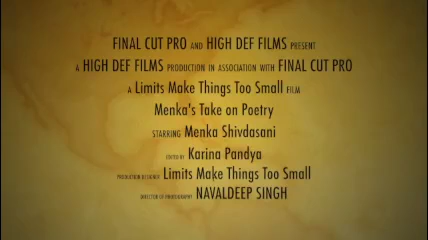 FINAL CUT PRO AND HIGH DEF FILMS PRESENT
A HIGH DEF FILMS PRODUCTION IN ASSOCIATION WITH FINAL CUT PRO
A Limits Make Things Too Small FILM
Menka's Take on Poetry
STARRING Menka Shivdasani
EDITED BY Karina Pandya
PRODUCTION DESIGNER Limits Make Things Too Small
DIRECTOR OF PHOTOGRAPHY NAVALDEEP SINGH